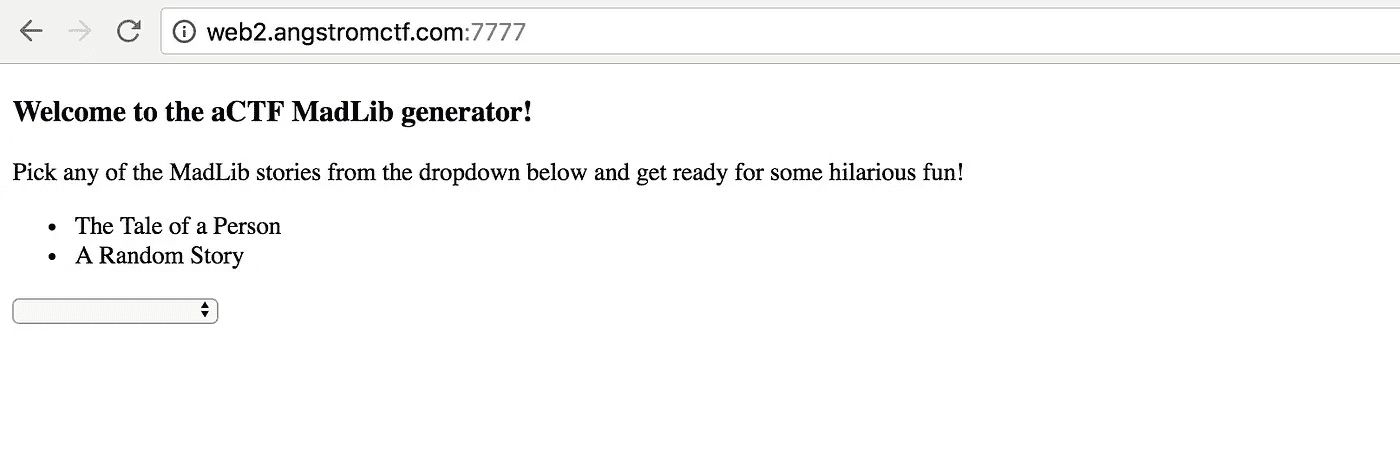 web2.angstromctf.com:7777
Welcome to the aCTF MadLib generator!
Pick any of the MadLib stories from the dropdown below and get ready for some hilarious fun!
• The Tale of a Person
• A Random Story